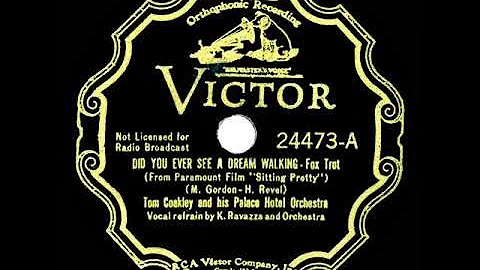 Orthophonic Recording
"HIS MASTER'S VOICE"
VICTOR
Not Licensed for
Radio Broadcast
24473-A
DID YOU EVER SEE A DREAM WALKING - Fox Trot
(From Paramount Film "Sitting Pretty")
(M. Gordon-H. Revel)
Tom Coakley and his Palace Hotel Orchestra
Vocal refrain by K. Ravazza and Orchestra
RCA Victor Company, Inc.